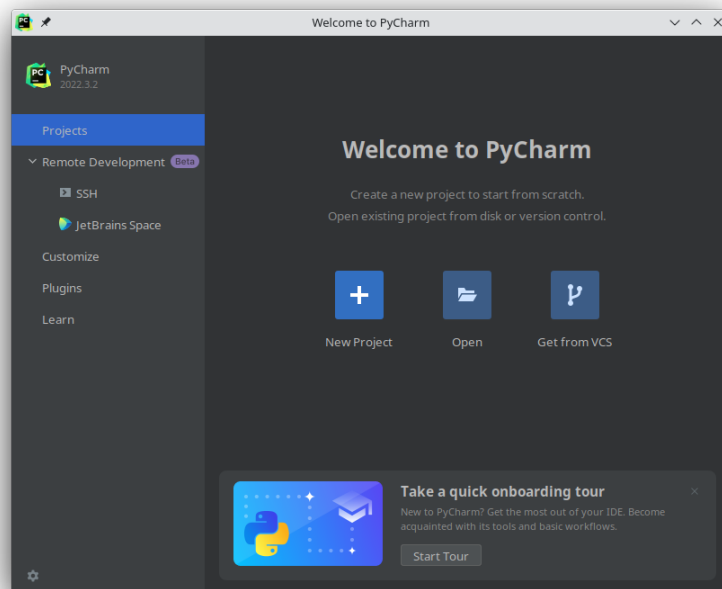 Welcome to PyCharm
PC
PyCharm
2022.3.2
Projects
Remote Development Beta
SSH
JetBrains Space
Customize
Plugins
Learn
Welcome to PyCharm
Create a new project to start from scratch.
Open existing project from disk or version control.
New Project
Open
Get from VCS
Take a quick onboarding tour
New to PyCharm? Get the most out of your IDE. Become
acquainted with its tools and basic workflows.
Start Tour